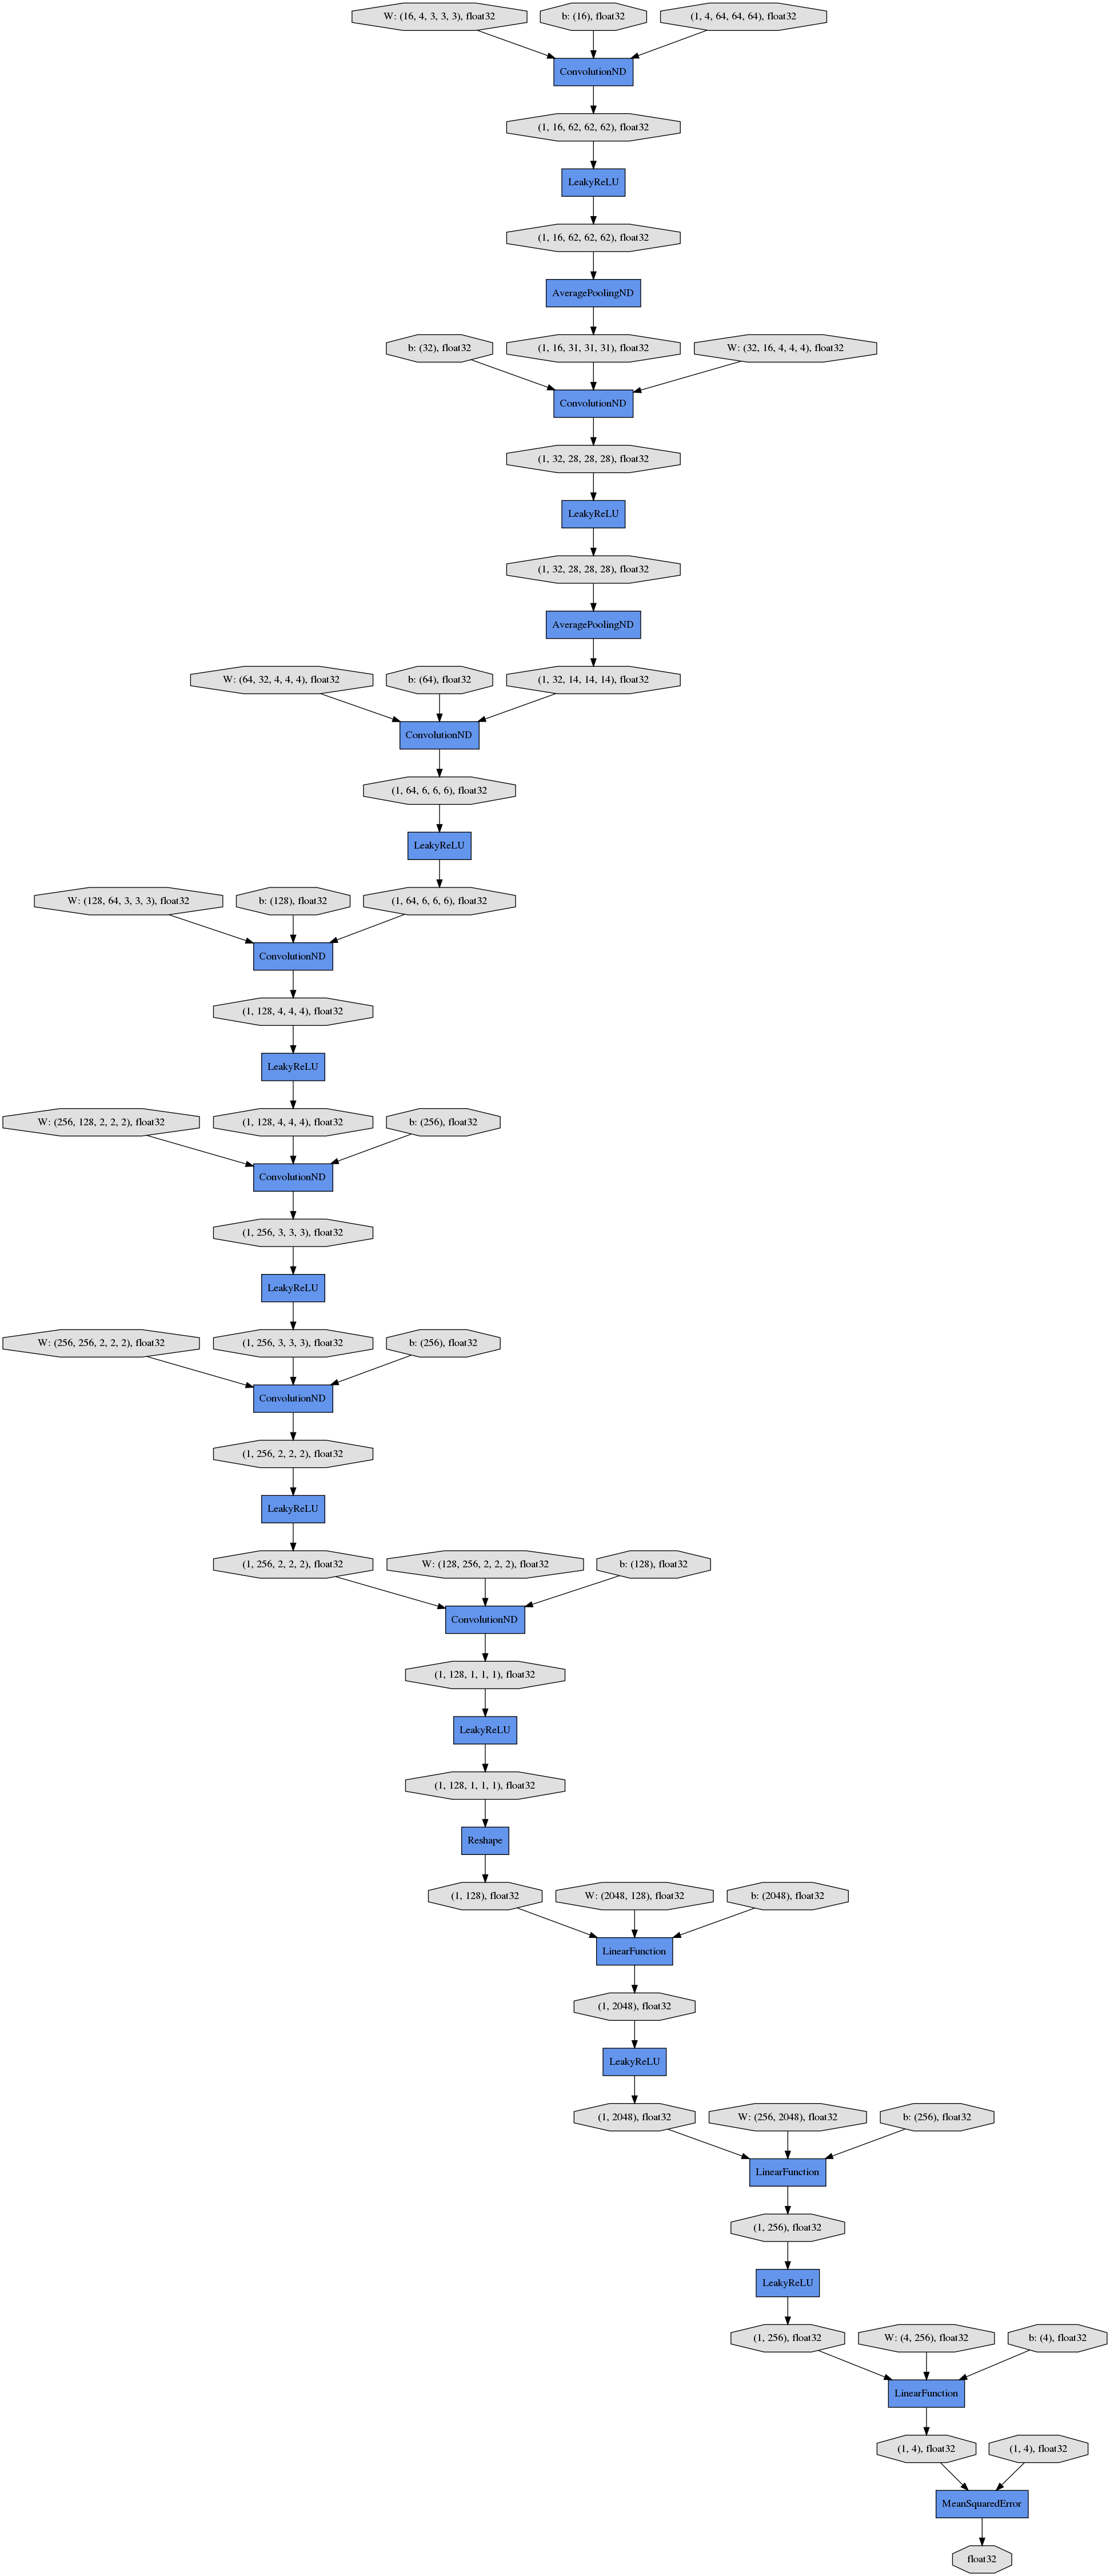 W: (16, 4, 3, 3, 3), float32
b: (16), float32
(1, 4, 64, 64, 64), float32
ConvolutionND
(1, 16, 62, 62, 62), float32
LeakyReLU
(1, 16, 62, 62, 62), float32
AveragePoolingND
b: (32), float32
(1, 16, 31, 31, 31), float32
W: (32, 16, 4, 4, 4), float32
ConvolutionND
(1, 32, 28, 28, 28), float32
LeakyReLU
(1, 32, 28, 28, 28), float32
AveragePoolingND
W: (64, 32, 4, 4, 4), float32
b: (64), float32
(1, 32, 14, 14, 14), float32
ConvolutionND
(1, 64, 6, 6, 6), float32
LeakyReLU
W: (128, 64, 3, 3, 3), float32
b: (128), float32
(1, 64, 6, 6, 6), float32
ConvolutionND
(1, 128, 4, 4, 4), float32
LeakyReLU
W: (256, 128, 2, 2, 2), float32
(1, 128, 4, 4, 4), float32
b: (256), float32
ConvolutionND
(1, 256, 3, 3, 3), float32
LeakyReLU
W: (256, 256, 2, 2, 2), float32
(1, 256, 3, 3, 3), float32
b: (256), float32
ConvolutionND
(1, 256, 2, 2, 2), float32
LeakyReLU
(1, 256, 2, 2, 2), float32
W: (128, 256, 2, 2, 2), float32
b: (128), float32
ConvolutionND
(1, 128, 1, 1, 1), float32
LeakyReLU
(1, 128, 1, 1, 1), float32
Reshape
(1, 128), float32
W: (2048, 128), float32
b: (2048), float32
LinearFunction
(1, 2048), float32
LeakyReLU
(1, 2048), float32
W: (256, 2048), float32
b: (256), float32
LinearFunction
(1, 256), float32
LeakyReLU
(1, 256), float32
W: (4, 256), float32
b: (4), float32
LinearFunction
(1, 4), float32
(1, 4), float32
MeanSquaredError
float32